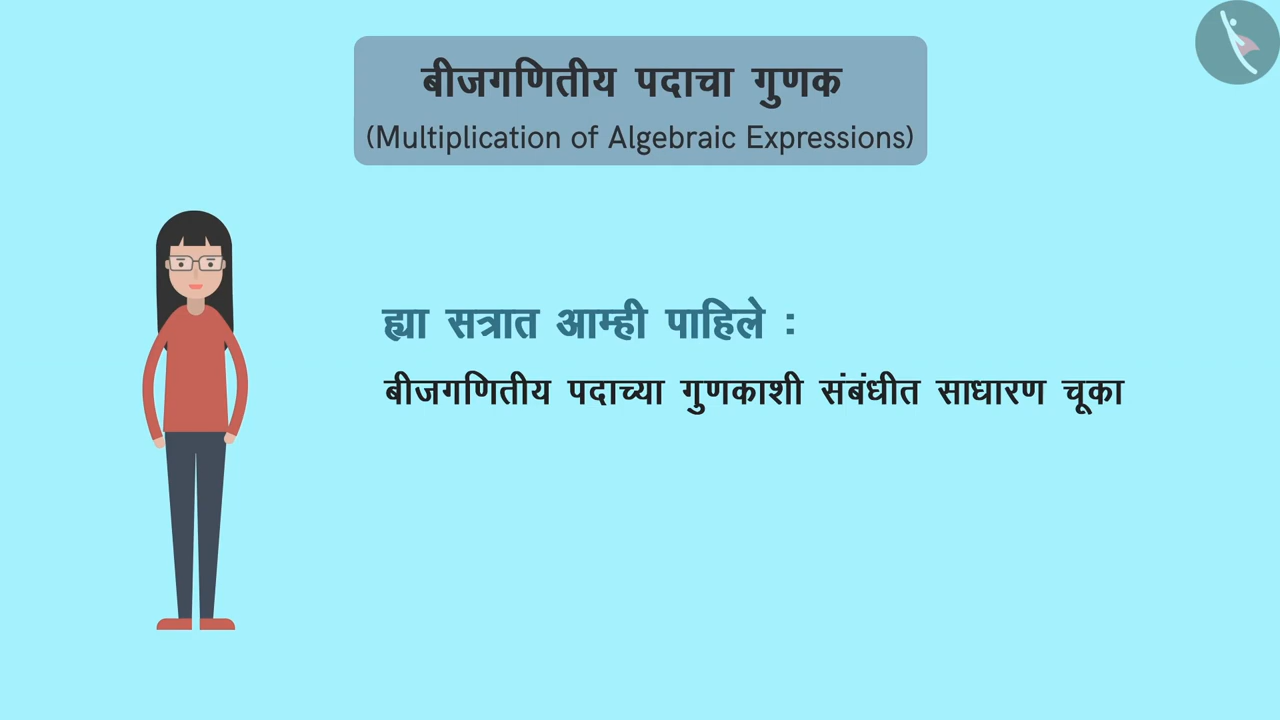 बीजगणितीय पदाचा गुणक
(Multiplication of Algebraic Expressions)
ह्या सत्रात आम्ही पाहिले :
बीजगणितीय पदाच्या गुणकाशी संबंधीत साधारण चूका